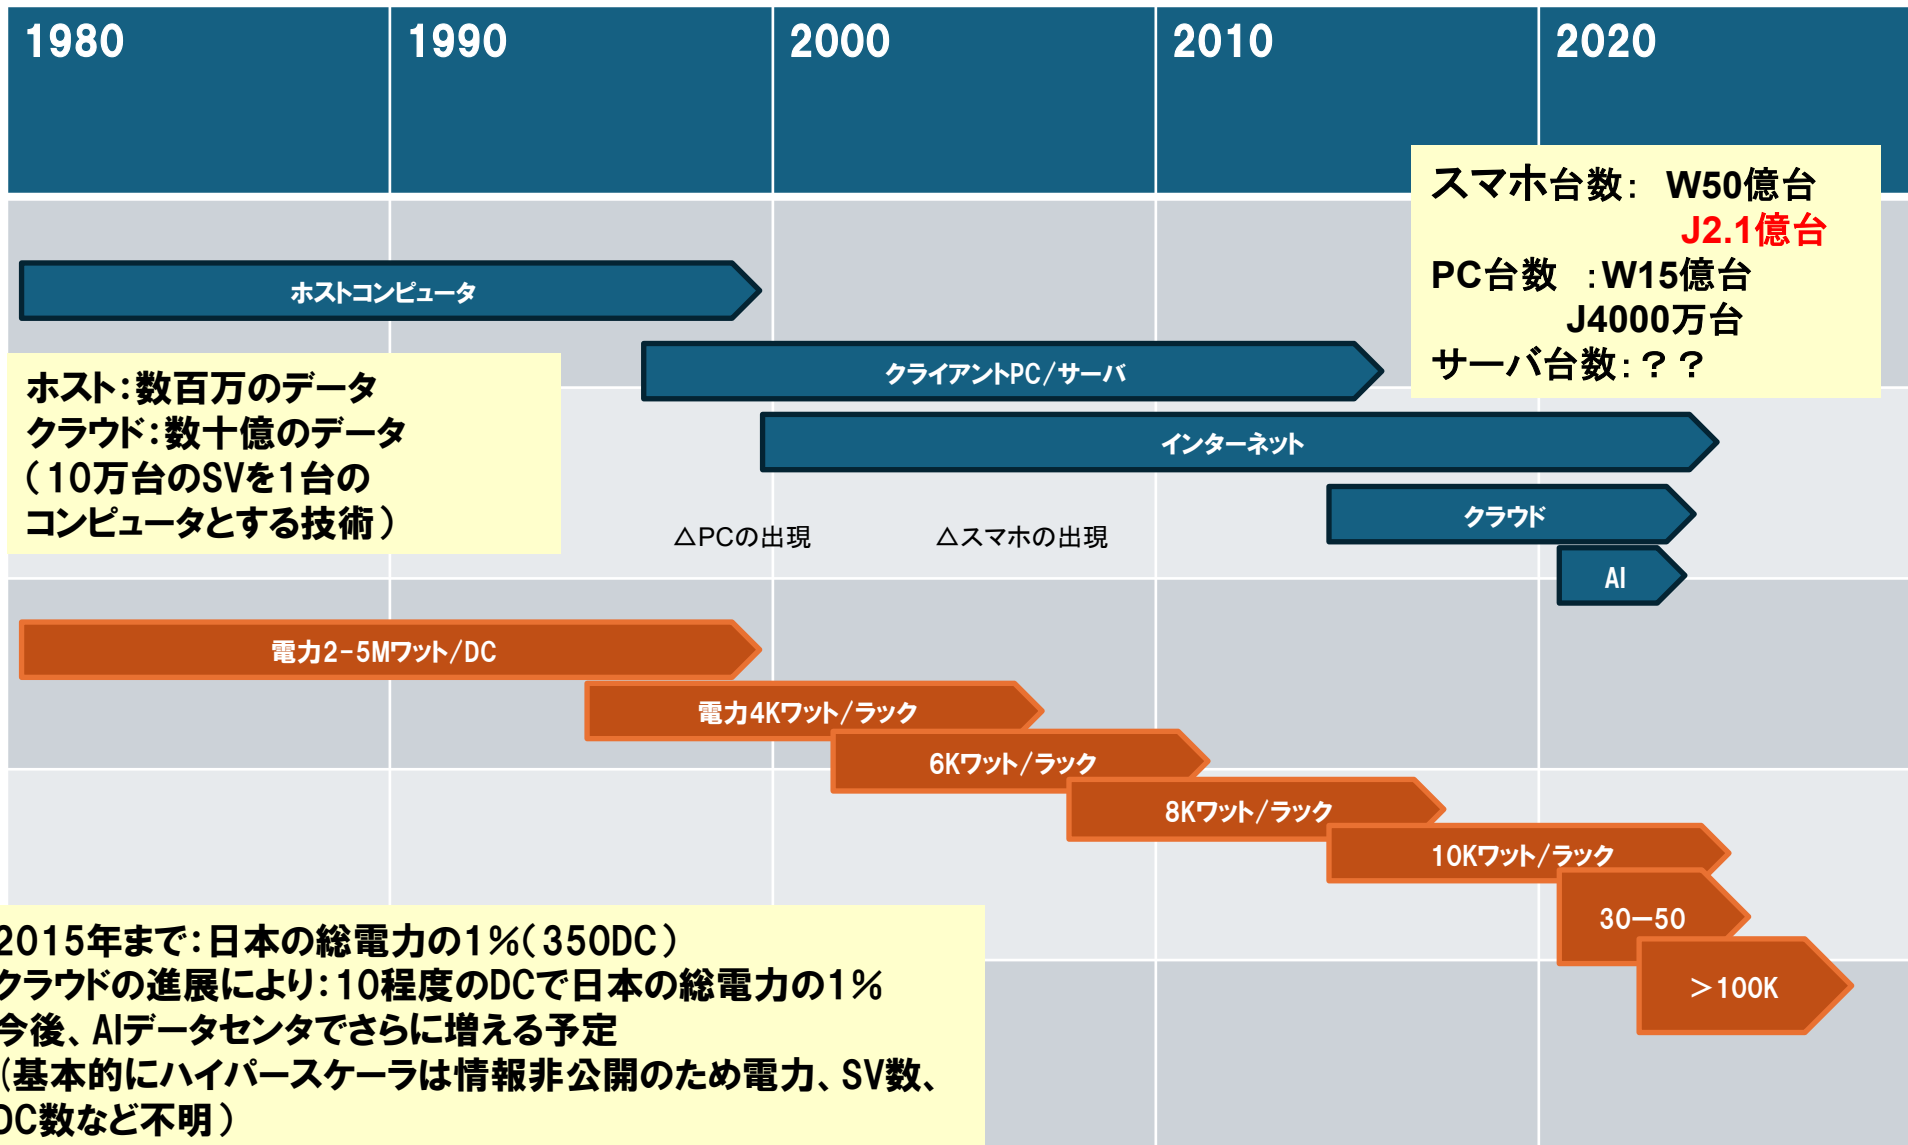 1980
1990
2000
2010
2020
スマホ台数： W50億台
J2.1億台
PC台数 ：W15億台
J4000万台
サーバ台数：？？
ホストコンピュータ
クライアントPC/サーバ
インターネット
クラウド
AI
ホスト：数百万のデータ
クラウド：数十億のデータ
（10万台のSVを1台の
コンピュータとする技術）
△PCの出現
△スマホの出現
電力2-5Mワット/DC
電力4Kワット/ラック
6Kワット/ラック
8Kワット/ラック
10Kワット/ラック
30－50
＞100K
2015年まで：日本の総電力の1％（350DC）
クラウドの進展により：10程度のDCで日本の総電力の1％
今後、AIデータセンタでさらに増える予定
（基本的にハイパースケーラは情報非公開のため電力、SV数、
DC数など不明）